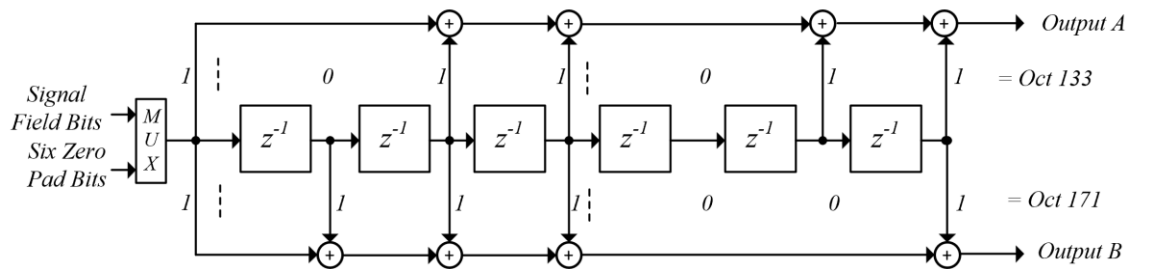 Output A
1 0 1 1 0 1 1 = Oct 133
Signal
Field Bits
Six Zero
Pad Bits
M
U
X
z-1 z-1 z-1 z-1 z-1 z-1
1 1 1 1 0 0 1 = Oct 171
Output B
+ + + +
+ + + +